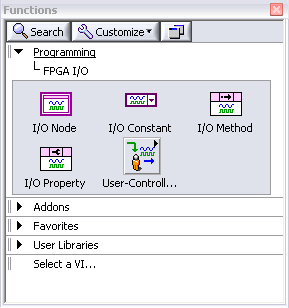 Functions
Search Customize
Programming
FPGA I/O
I/O Node I/O Constant I/O Method
I/O Property User-Controll...
Addons
Favorites
User Libraries
Select a VI...